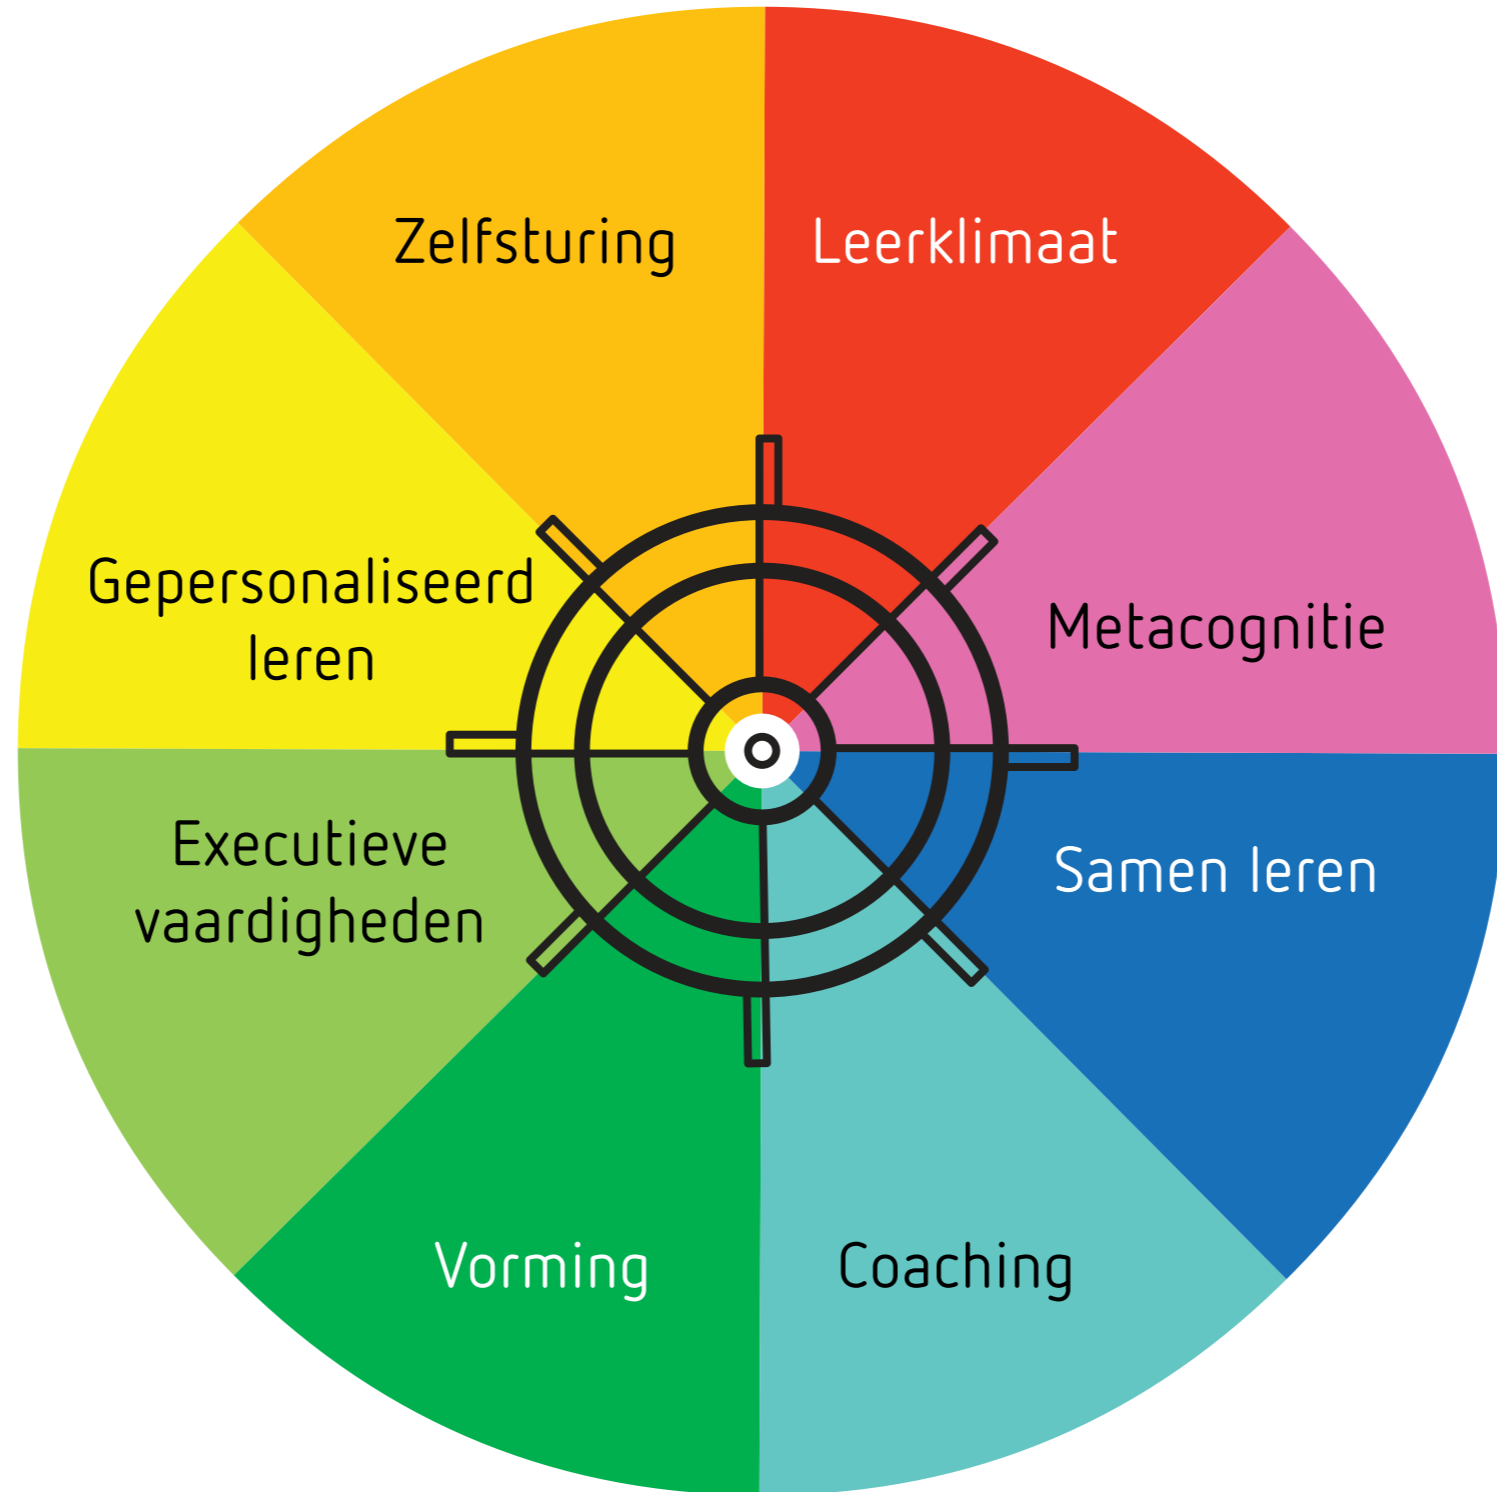 Zelfsturing
Leerklimaat
Gepersonaliseerd
leren
Metacognitie
Executieve
vaardigheden
Samen leren
Vorming
Coaching